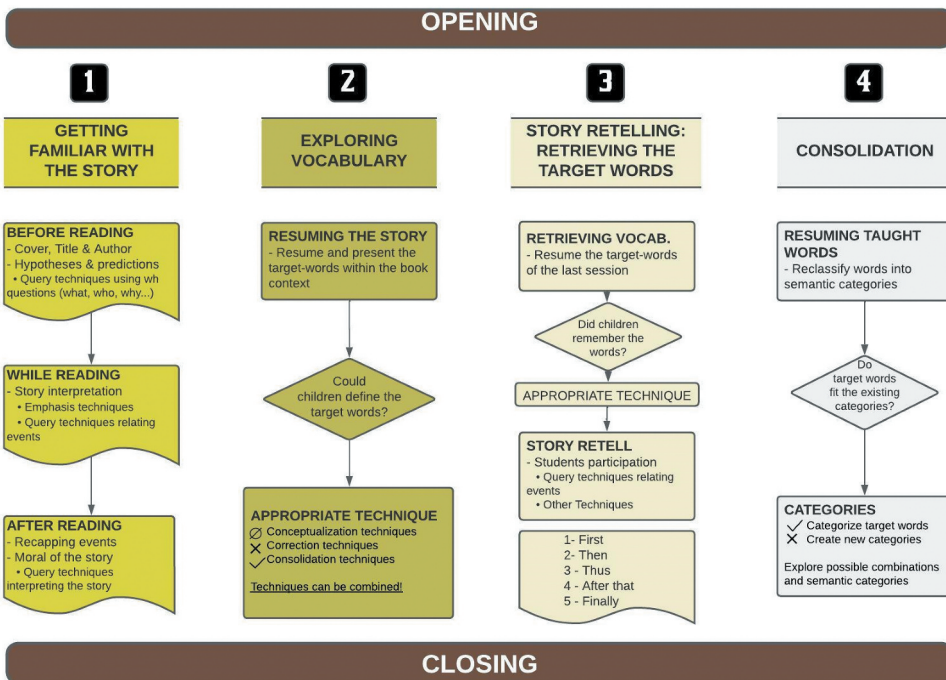 OPENING
1
GETTING
FAMILIAR WITH
THE STORY
BEFORE READING
- Cover, Title & Author
- Hypotheses & predictions
• Query techniques using wh
questions (what, who, why...)
WHILE READING
- Story interpretation
• Emphasis techniques
• Query techniques relating
events
AFTER READING
- Recapping events
- Moral of the story
• Query techniques
interpreting the story
2
EXPLORING
VOCABULARY
RESUMING THE STORY
- Resume and present the
target-words within the book
context
Could
children define the
target words?
APPROPRIATE TECHNIQUE
∅ Conceptualization techniques
✕ Correction techniques
✓ Consolidation techniques
Techniques can be combined!
3
STORY RETELLING:
RETRIEVING THE
TARGET WORDS
RETRIEVING VOCAB.
- Resume the target-words
of the last session
Did children
remember the
words?
APPROPRIATE TECHNIQUE
STORY RETELL
- Students participation
• Query techniques relating
events
• Other Techniques
1- First
2- Then
3 - Thus
4 - After that
5 - Finally
4
CONSOLIDATION
RESUMING TAUGHT
WORDS
- Reclassify words into
semantic categories
Do
target words
fit the existing
categories?
CATEGORIES
✓ Categorize target words
✕ Create new categories
Explore possible combinations
and semantic categories
CLOSING